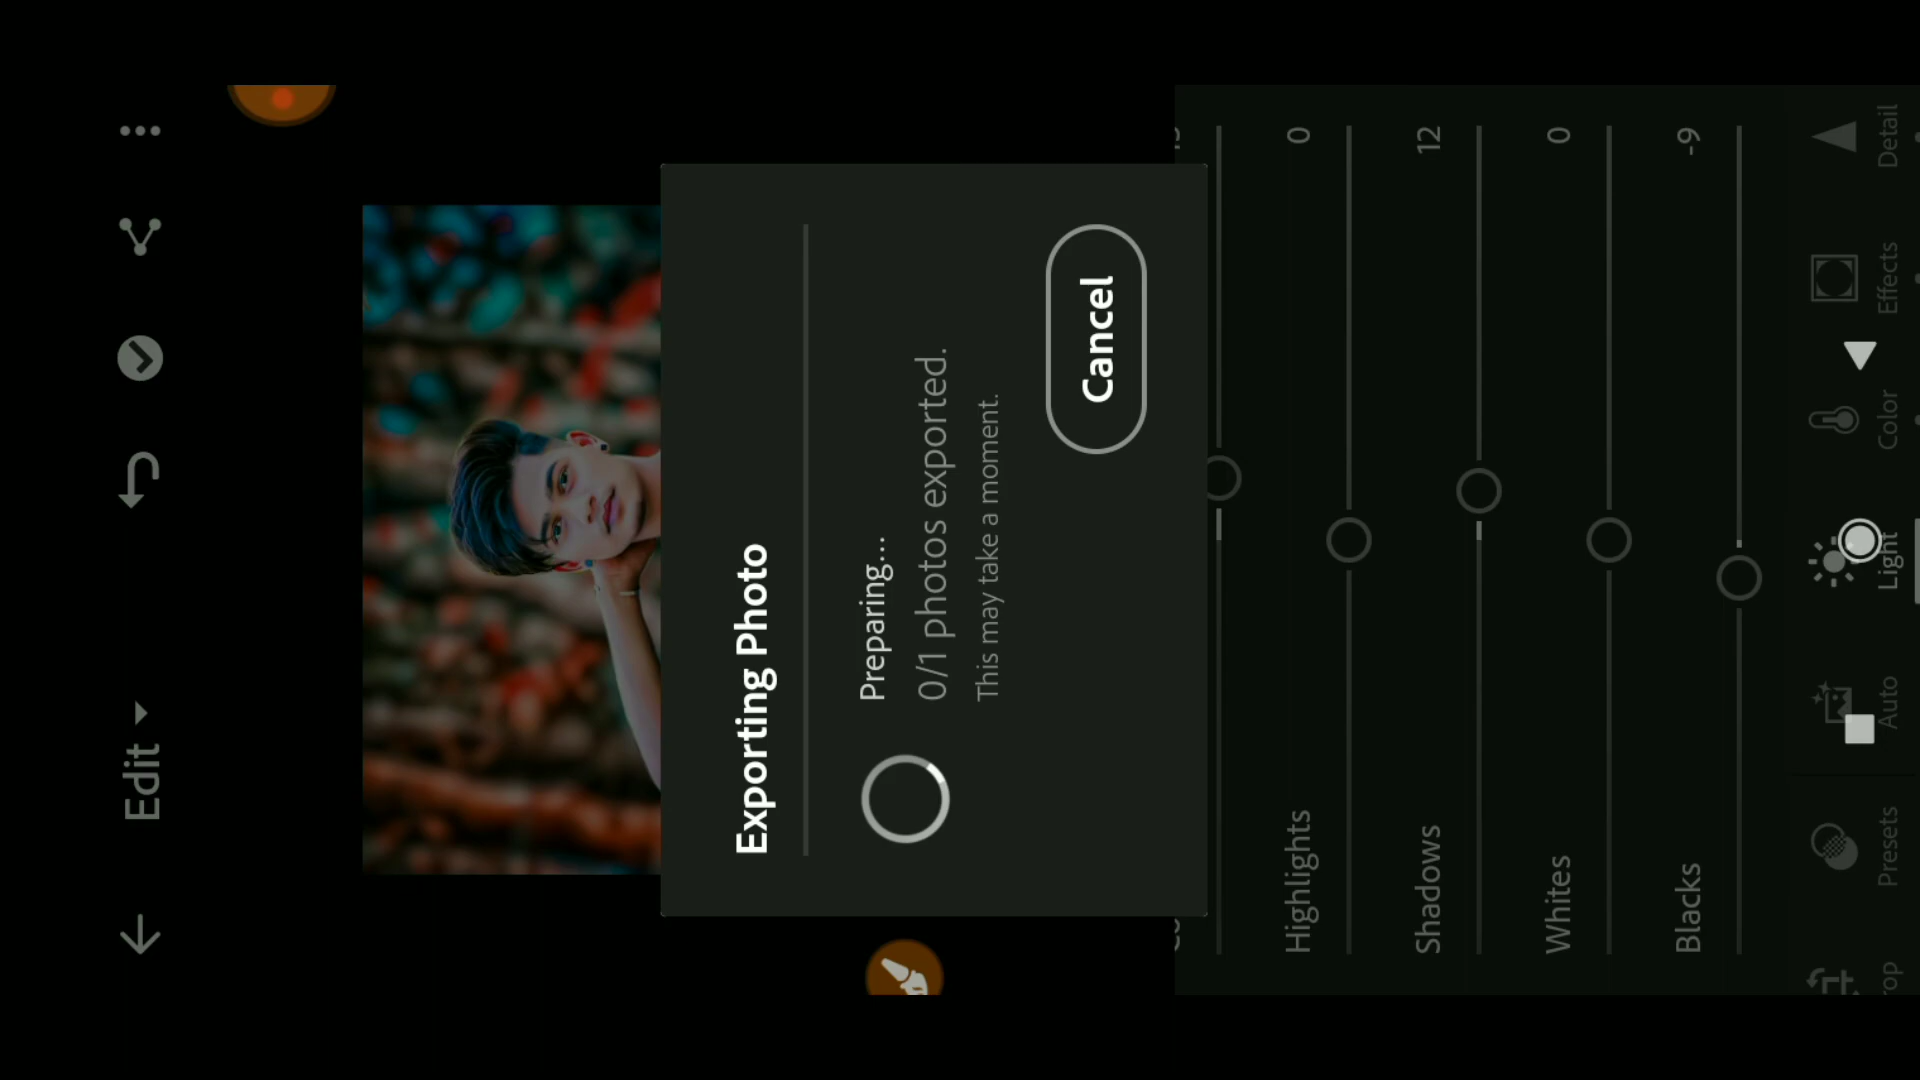 Edit
Exporting Photo
Preparing...
0/1 photos exported.
This may take a moment.
Cancel
Highlights 0
Shadows 12
Whites 0
Blacks -9
Presets Auto Light Color Effects Detail